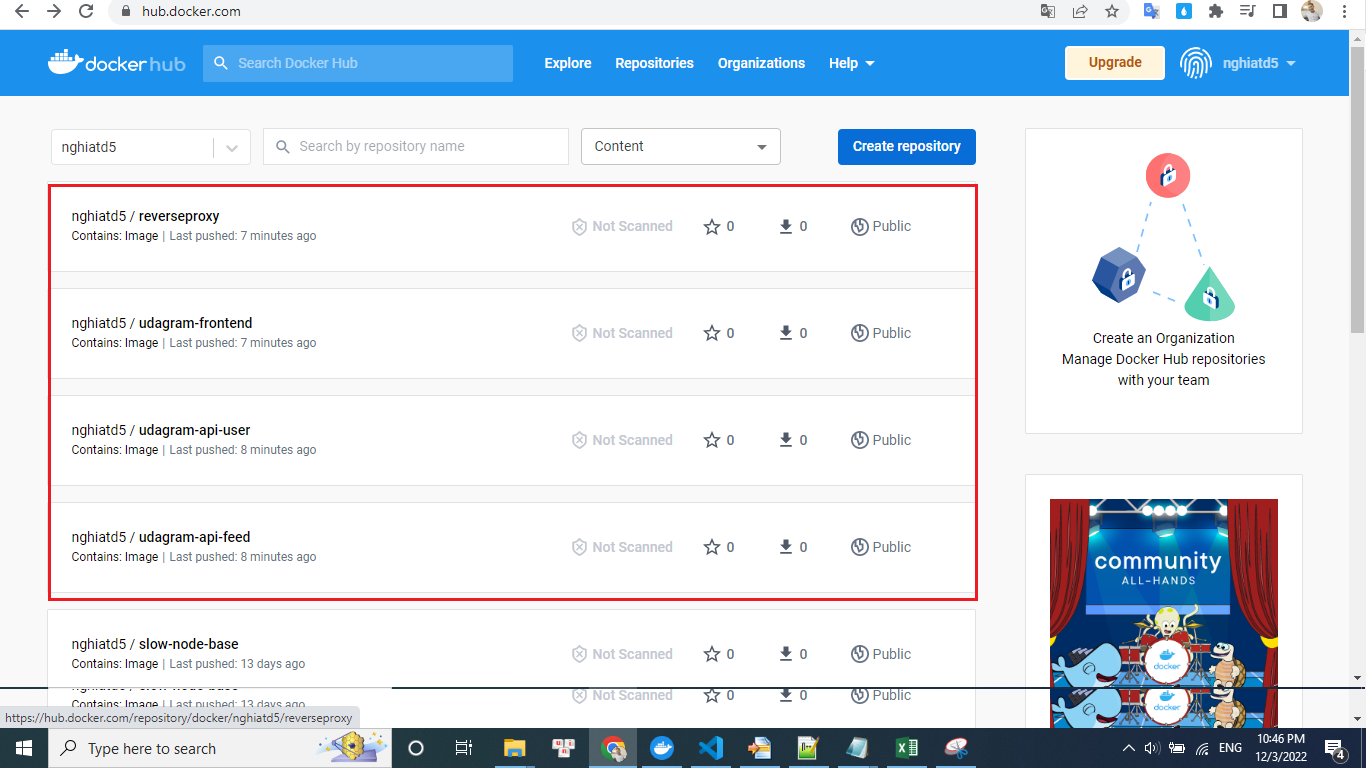 hub.docker.com
docker hub
Search Docker Hub
Explore
Repositories
Organizations
Help
Upgrade
nghiatd5
nghiatd5
Search by repository name
Content
Create repository
nghiatd5 / reverseproxy
Contains: Image | Last pushed: 7 minutes ago
Not Scanned
0
0
Public
nghiatd5 / udagram-frontend
Contains: Image | Last pushed: 7 minutes ago
Not Scanned
0
0
Public
nghiatd5 / udagram-api-user
Contains: Image | Last pushed: 8 minutes ago
Not Scanned
0
0
Public
nghiatd5 / udagram-api-feed
Contains: Image | Last pushed: 8 minutes ago
Not Scanned
0
0
Public
nghiatd5 / slow-node-base
Contains: Image | Last pushed: 13 days ago
Not Scanned
0
0
Public
nghiatd5 / slow-node-base
Contains: Image | Last pushed: 13 days ago
Not Scanned
0
0
Public
Create an Organization
Manage Docker Hub repositories
with your team
community
ALL-HANDS
docker
docker
https://hub.docker.com/repository/docker/nghiatd5/reverseproxy
Type here to search
ENG
10:46 PM
12/3/2022
4